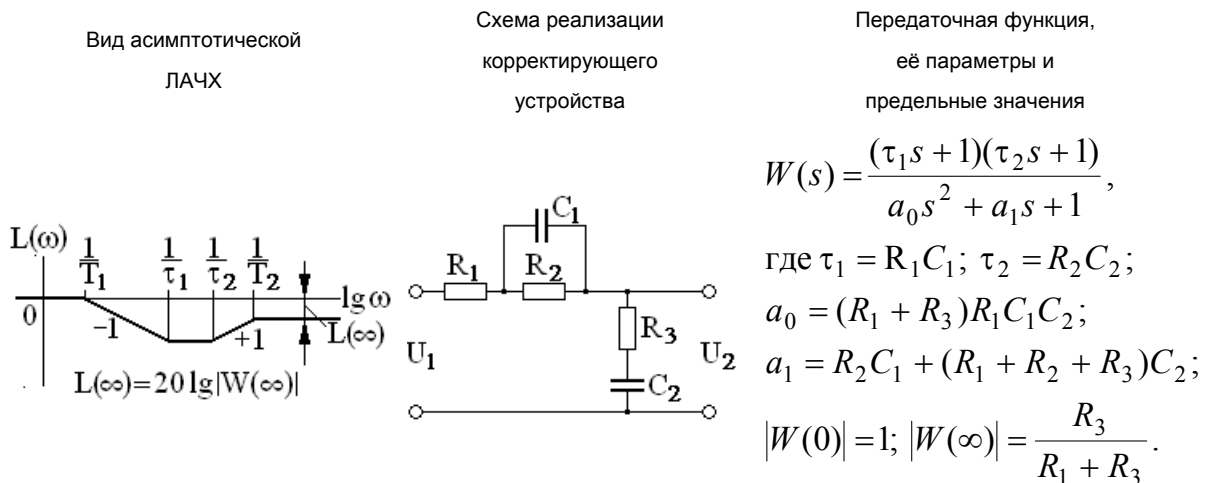 Вид асимптотической
ЛАЧХ
Схема реализации
корректирующего
устройства
Передаточная функция,
её параметры и
предельные значения
L(ω) 1/T₁ 1/τ₁ 1/τ₂ 1/T₂
lg ω
0 −1 +1 L(∞)
L(∞)=20 lg|W(∞)|
C₁
R₁ R₂
R₃
U₁ U₂
C₂
W(s) = (τ₁s + 1)(τ₂s + 1) / (a₀s² + a₁s + 1),
где τ₁ = R₁C₁; τ₂ = R₂C₂;
a₀ = (R₁ + R₃)R₁C₁C₂;
a₁ = R₂C₁ + (R₁ + R₂ + R₃)C₂;
|W(0)| = 1; |W(∞)| = R₃ / (R₁ + R₃).